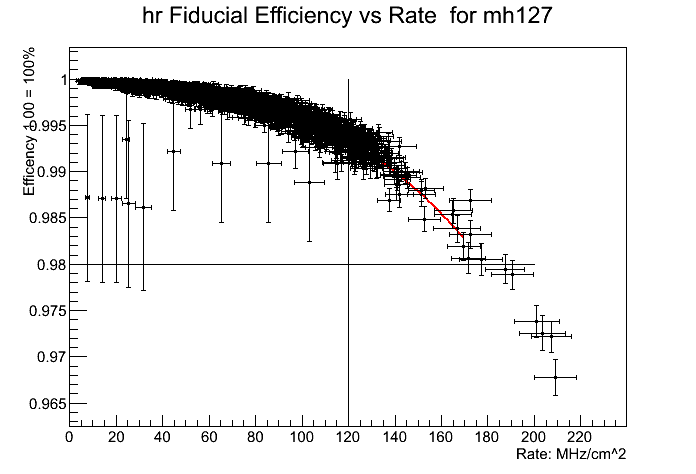 hr Fiducial Efficiency vs Rate for mh127
Efficency 1.00 = 100%
1
0.995
0.99
0.985
0.98
0.975
0.97
0.965
0 20 40 60 80 100 120 140 160 180 200 220
Rate: MHz/cm^2